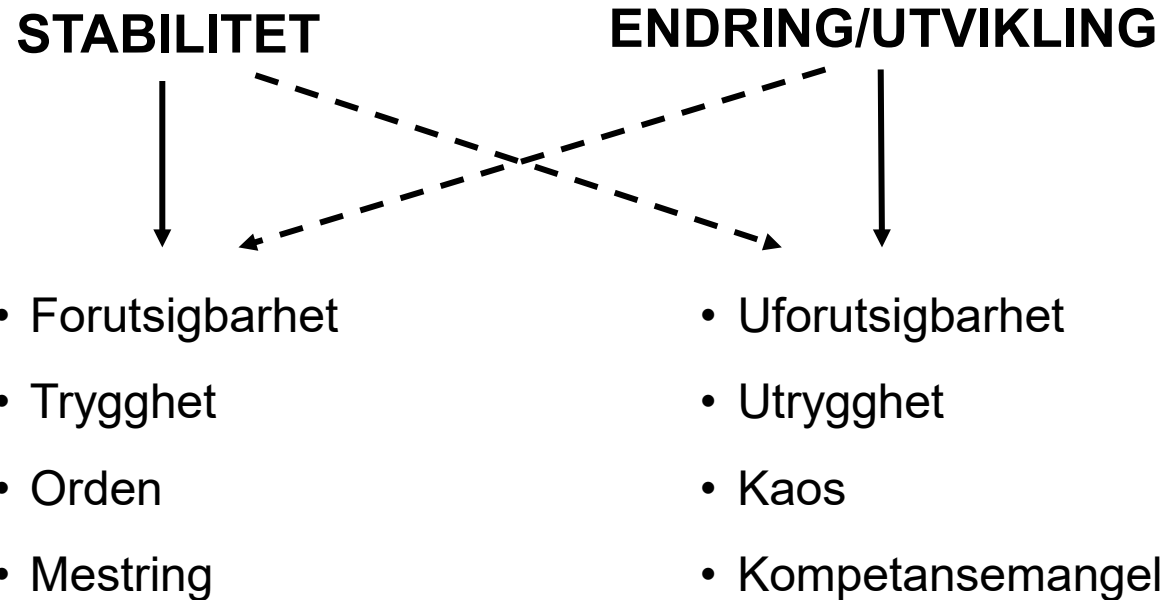 STABILITET
ENDRING/UTVIKLING
• Forutsigbarhet
• Trygghet
• Orden
• Mestring
• Uforutsigbarhet
• Utrygghet
• Kaos
• Kompetansemangel